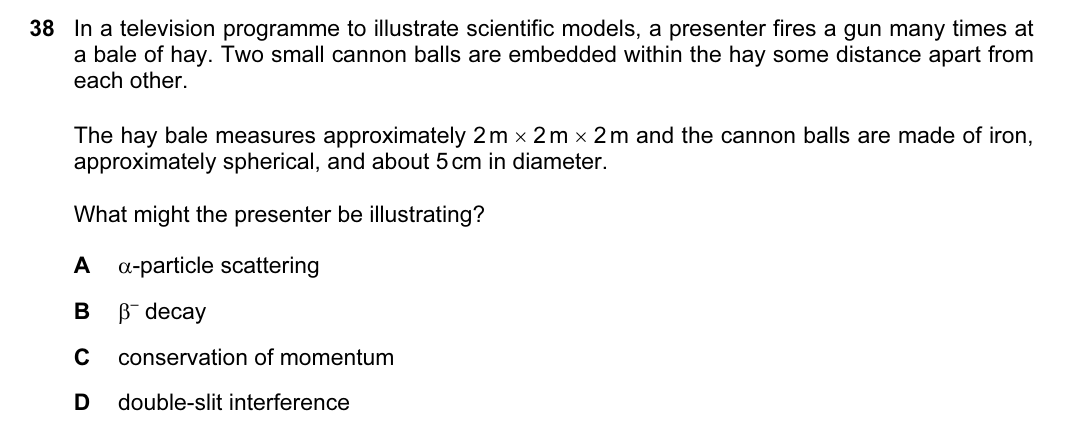 38 In a television programme to illustrate scientific models, a presenter fires a gun many times at
a bale of hay. Two small cannon balls are embedded within the hay some distance apart from
each other.
The hay bale measures approximately 2 m × 2 m × 2 m and the cannon balls are made of iron,
approximately spherical, and about 5 cm in diameter.
What might the presenter be illustrating?
A α-particle scattering
B β⁻ decay
C conservation of momentum
D double-slit interference